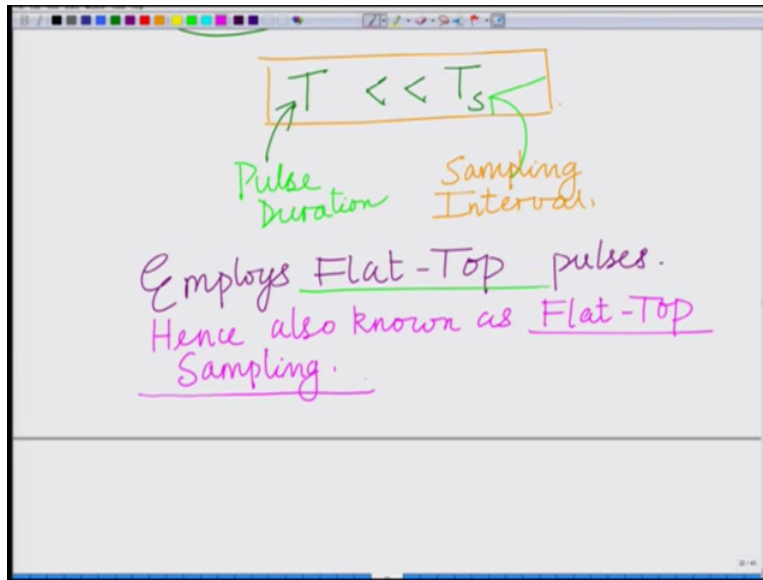 T << Ts
Pulse Duration
Sampling Interval.
Employs Flat-Top pulses.
Hence also known as Flat-Top
Sampling.